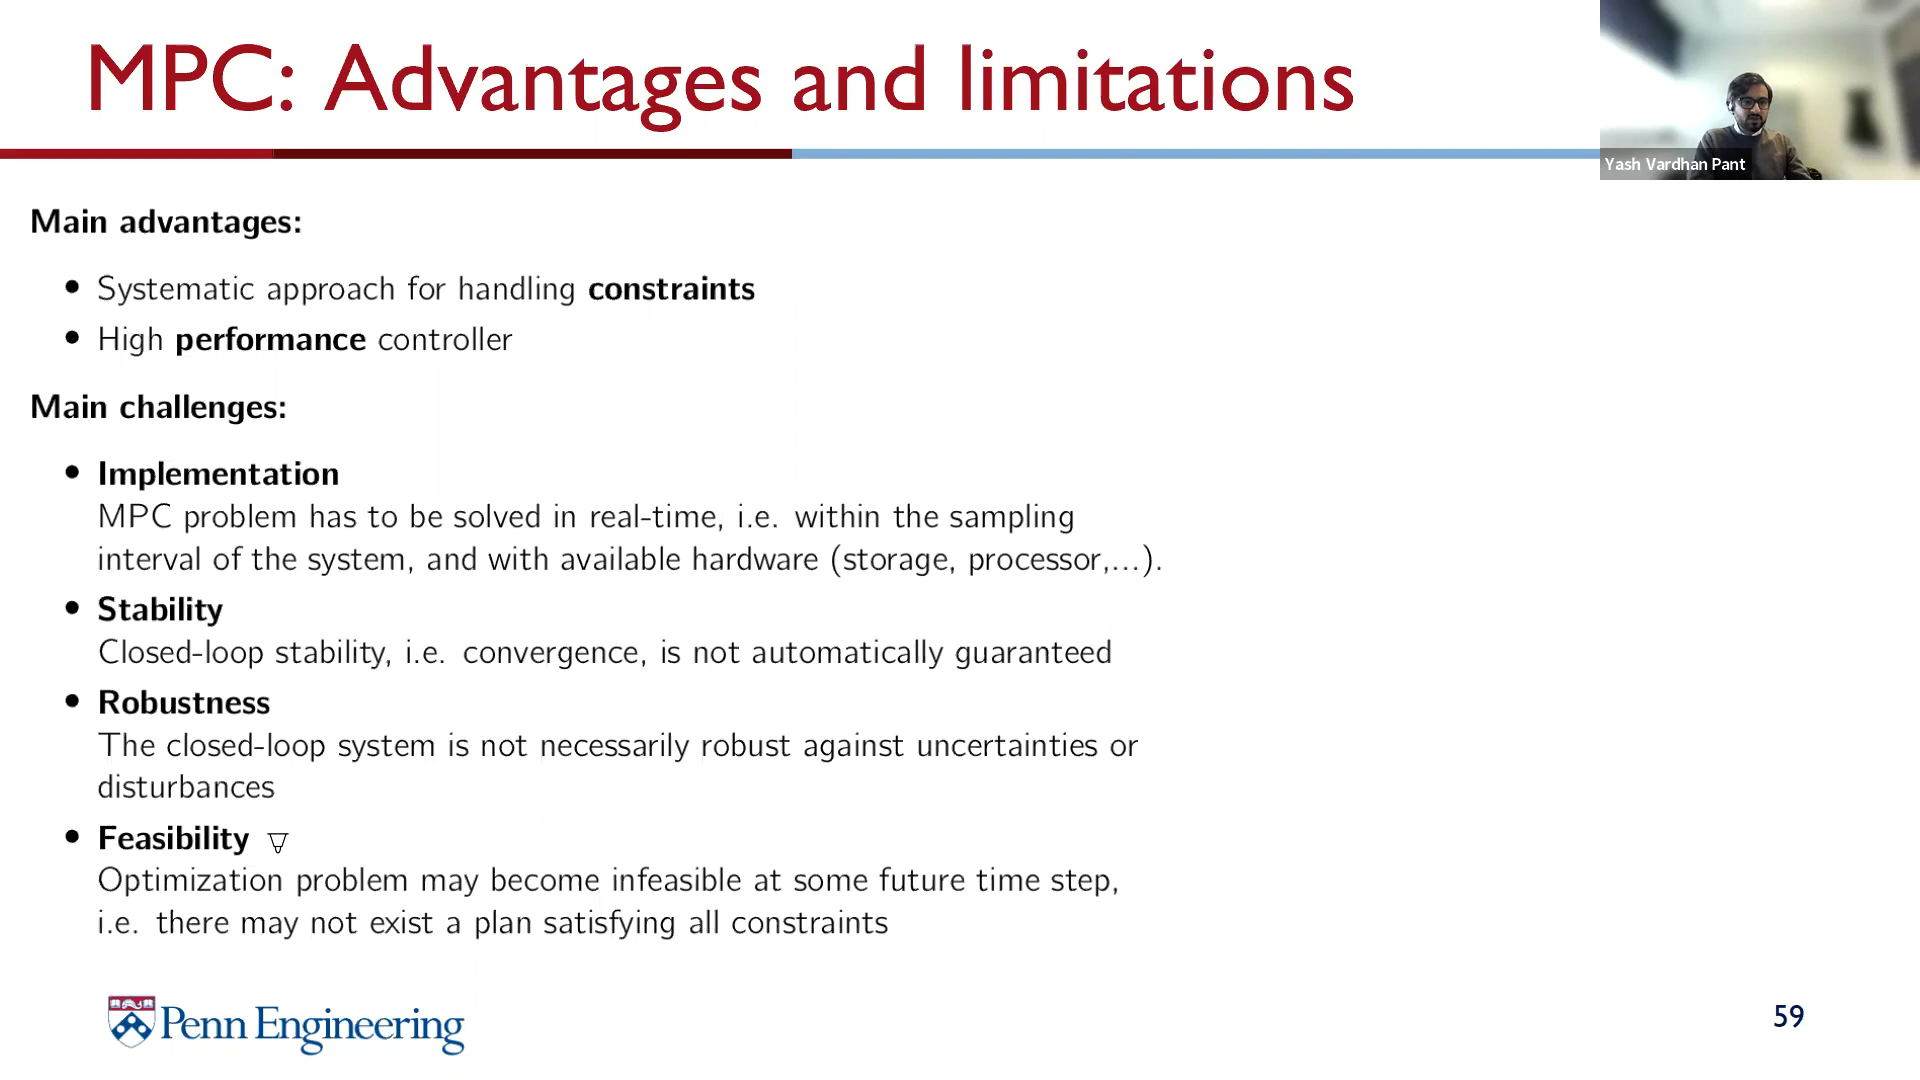 MPC: Advantages and limitations
Yash Vardhan Pant
Main advantages:
• Systematic approach for handling constraints
• High performance controller
Main challenges:
• Implementation
MPC problem has to be solved in real-time, i.e. within the sampling
interval of the system, and with available hardware (storage, processor,...).
• Stability
Closed-loop stability, i.e. convergence, is not automatically guaranteed
• Robustness
The closed-loop system is not necessarily robust against uncertainties or
disturbances
• Feasibility
Optimization problem may become infeasible at some future time step,
i.e. there may not exist a plan satisfying all constraints
Penn Engineering
59